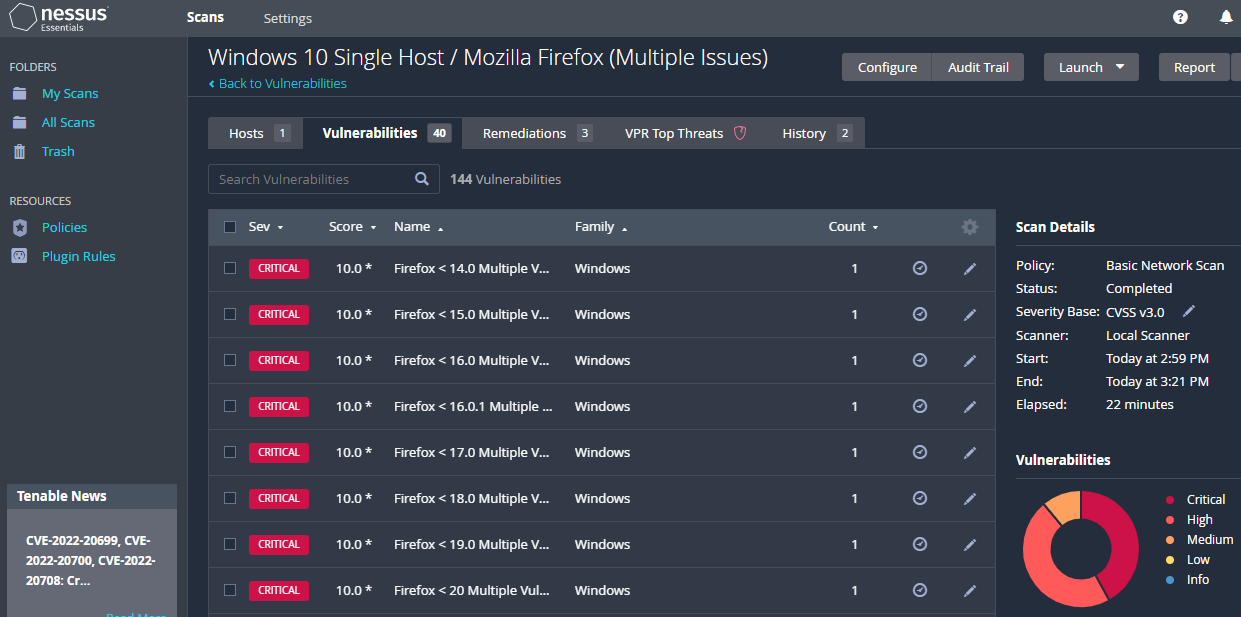 nessus
Essentials
Scans Settings
FOLDERS
My Scans
All Scans
Trash
RESOURCES
Policies
Plugin Rules
Tenable News
CVE-2022-20699, CVE-
2022-20700, CVE-2022-
20708: Cr...
Read More
Windows 10 Single Host / Mozilla Firefox (Multiple Issues)
Back to Vulnerabilities
Configure Audit Trail Launch Report
Hosts 1 Vulnerabilities 40 Remediations 3 VPR Top Threats History 2
Search Vulnerabilities 144 Vulnerabilities
Sev Score Name Family Count
CRITICAL 10.0 * Firefox < 14.0 Multiple V... Windows 1
CRITICAL 10.0 * Firefox < 15.0 Multiple V... Windows 1
CRITICAL 10.0 * Firefox < 16.0 Multiple V... Windows 1
CRITICAL 10.0 * Firefox < 16.0.1 Multiple ... Windows 1
CRITICAL 10.0 * Firefox < 17.0 Multiple V... Windows 1
CRITICAL 10.0 * Firefox < 18.0 Multiple V... Windows 1
CRITICAL 10.0 * Firefox < 19.0 Multiple V... Windows 1
CRITICAL 10.0 * Firefox < 20 Multiple Vul... Windows 1
Scan Details
Policy: Basic Network Scan
Status: Completed
Severity Base: CVSS v3.0
Scanner: Local Scanner
Start: Today at 2:59 PM
End: Today at 3:21 PM
Elapsed: 22 minutes
Vulnerabilities
Critical
High
Medium
Low
Info